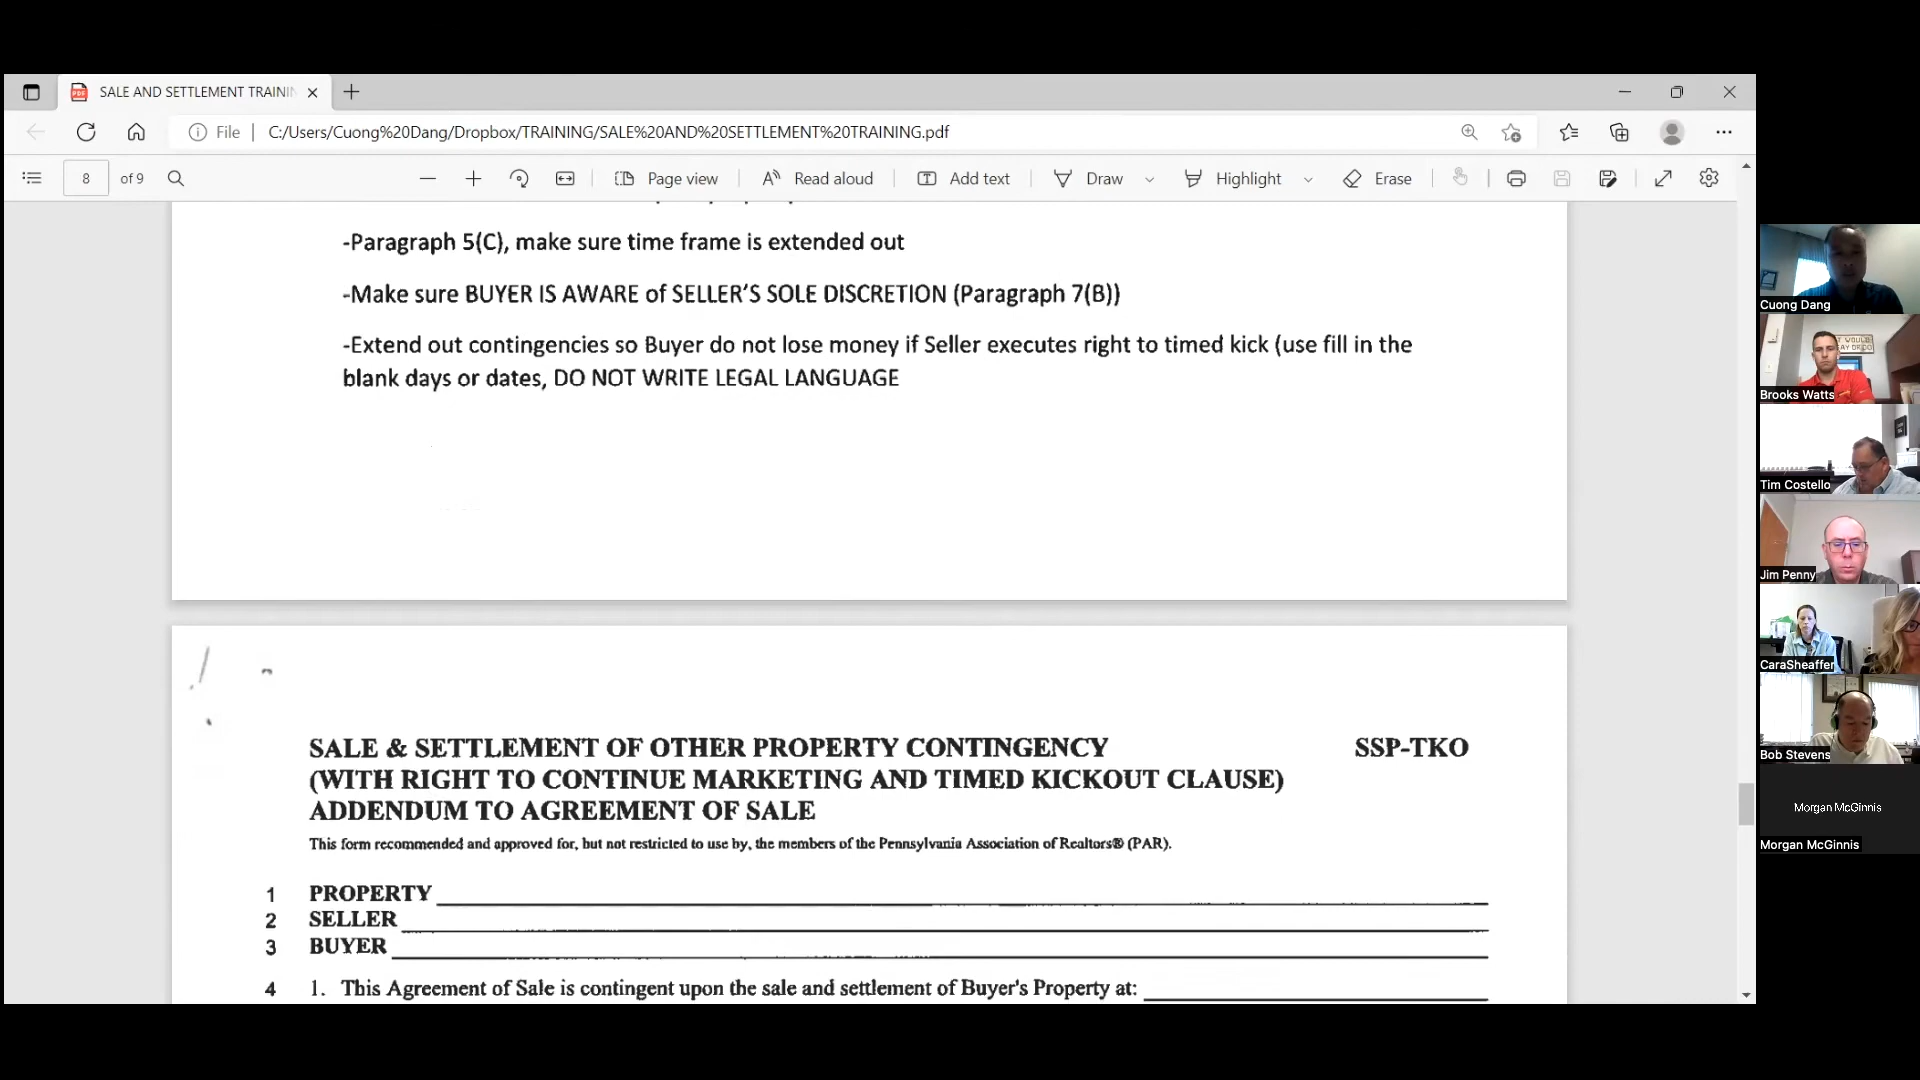 SALE AND SETTLEMENT TRAININ
File
C:/Users/Cuong%20Dang/Dropbox/TRAINING/SALE%20AND%20SETTLEMENT%20TRAINING.pdf
8 of 9
Page view
Read aloud
Add text
Draw
Highlight
Erase
-Paragraph 5(C), make sure time frame is extended out
-Make sure BUYER IS AWARE of SELLER'S SOLE DISCRETION (Paragraph 7(B))
-Extend out contingencies so Buyer do not lose money if Seller executes right to timed kick (use fill in the
blank days or dates, DO NOT WRITE LEGAL LANGUAGE
SALE & SETTLEMENT OF OTHER PROPERTY CONTINGENCY SSP-TKO
(WITH RIGHT TO CONTINUE MARKETING AND TIMED KICKOUT CLAUSE)
ADDENDUM TO AGREEMENT OF SALE
This form recommended and approved for, but not restricted to use by, the members of the Pennsylvania Association of Realtors® (PAR).
1 PROPERTY
2 SELLER
3 BUYER
4 1. This Agreement of Sale is contingent upon the sale and settlement of Buyer's Property at:
Cuong Dang
Brooks Watts
Tim Costello
Jim Penny
CaraSheaffer
Bob Stevens
Morgan McGinnis
Morgan McGinnis